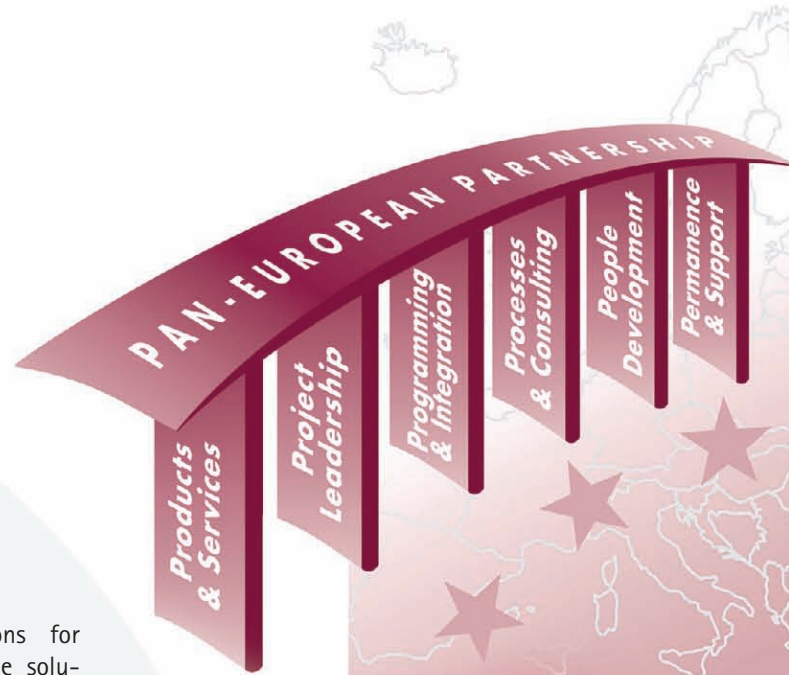 PAN-EUROPEAN PARTNERSHIP
Products
& Services
Project
Leadership
Programming
& Integration
Processes
& Consulting
People
Development
Permanence
& Support
ons for
e solu-